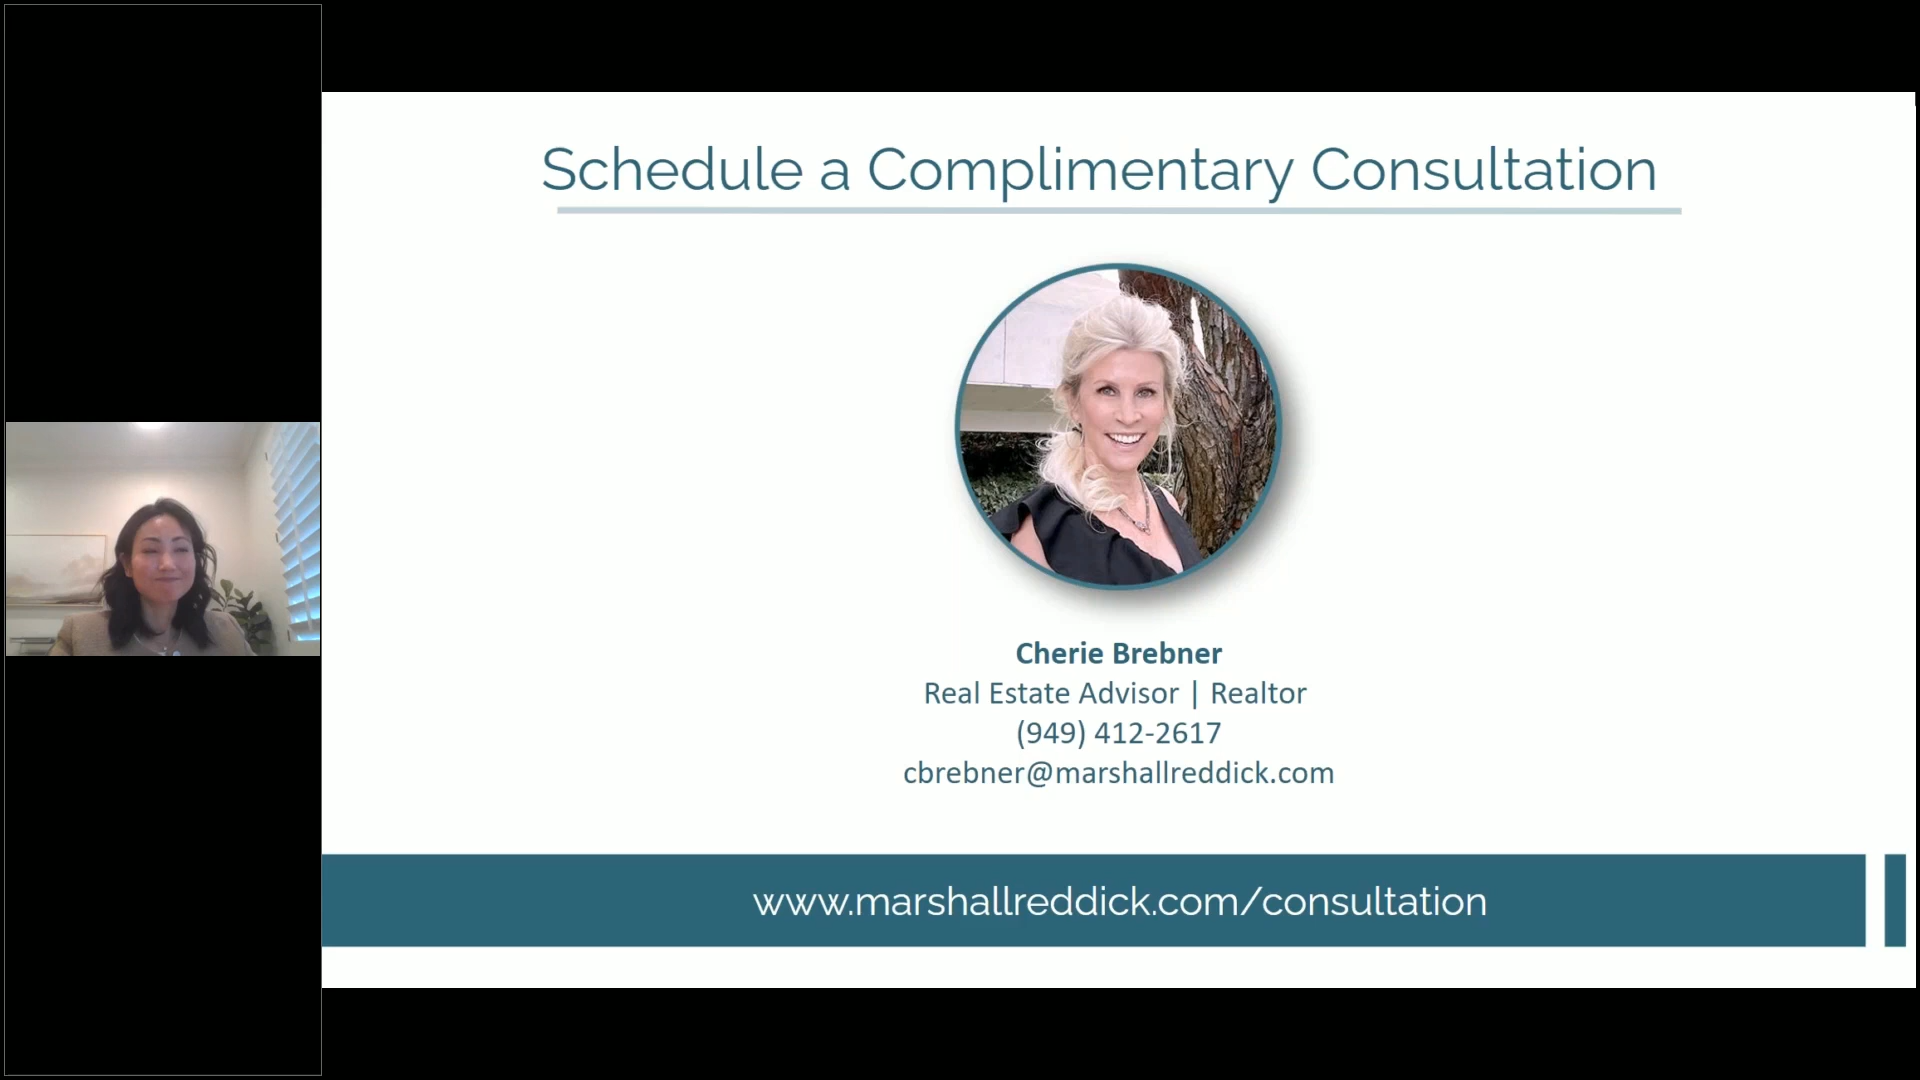 Schedule a Complimentary Consultation
Cherie Brebner
Real Estate Advisor | Realtor
(949) 412-2617
cbrebner@marshallreddick.com
www.marshallreddick.com/consultation